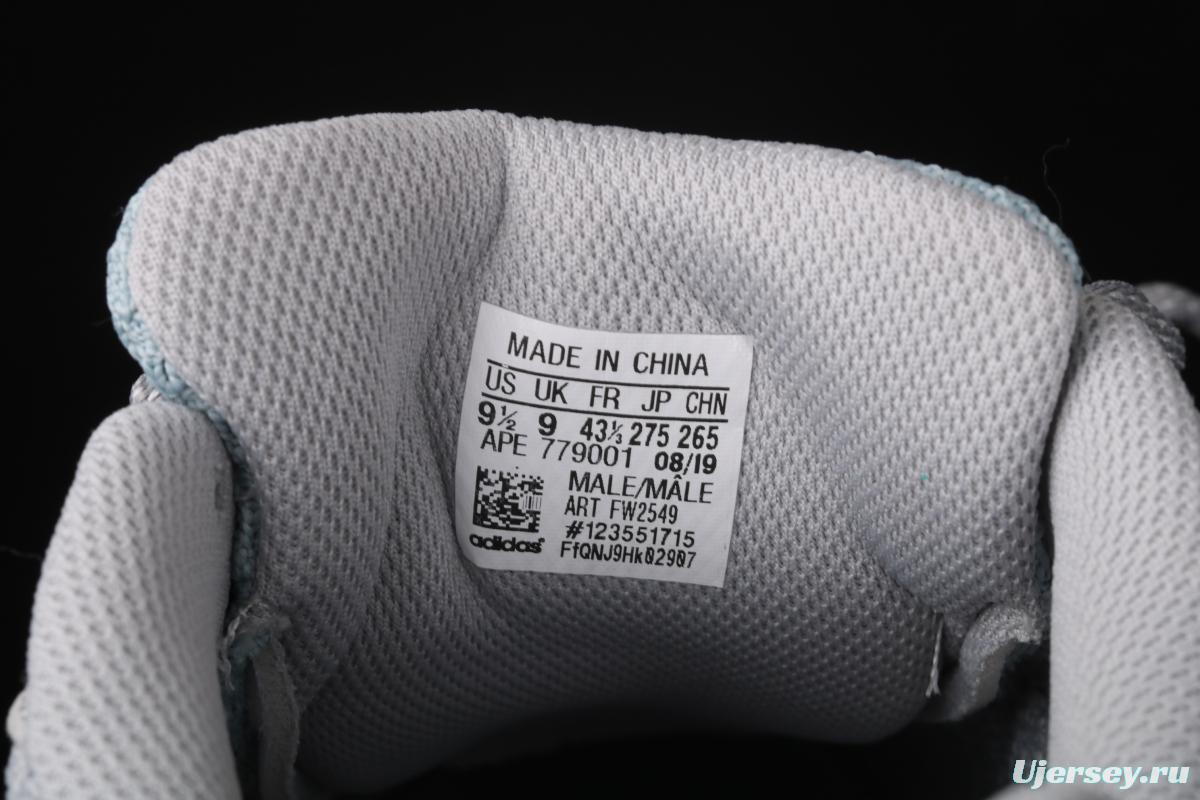 MADE IN CHINA
US UK FR JP CHN
9½ 9 43⅓ 275 265
APE 779001 08/19
MALE/MÂLE
ART FW2549
#123551715
adidas
FfQNJ9Hk02907
Ujersey.ru